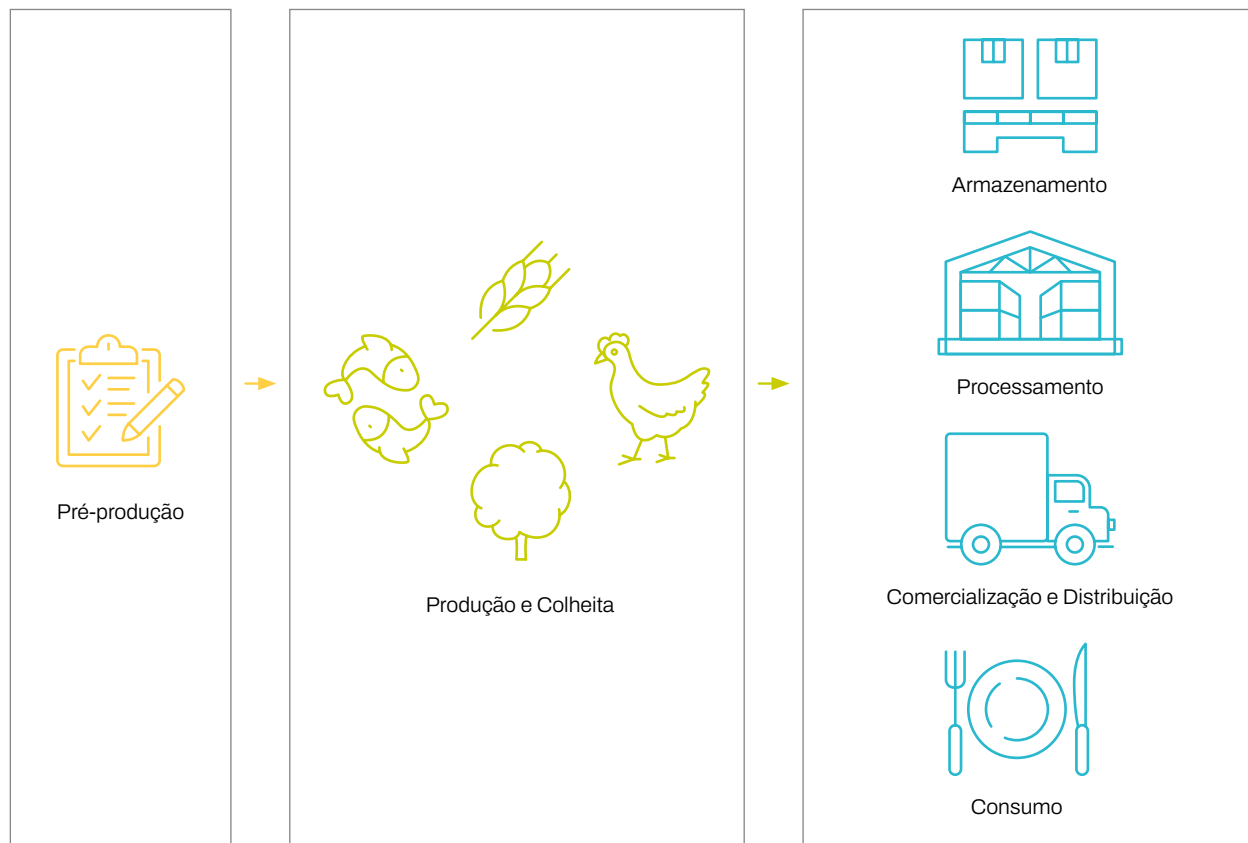 Pré-produção
Produção e Colheita
Armazenamento
Processamento
Comercialização e Distribuição
Consumo